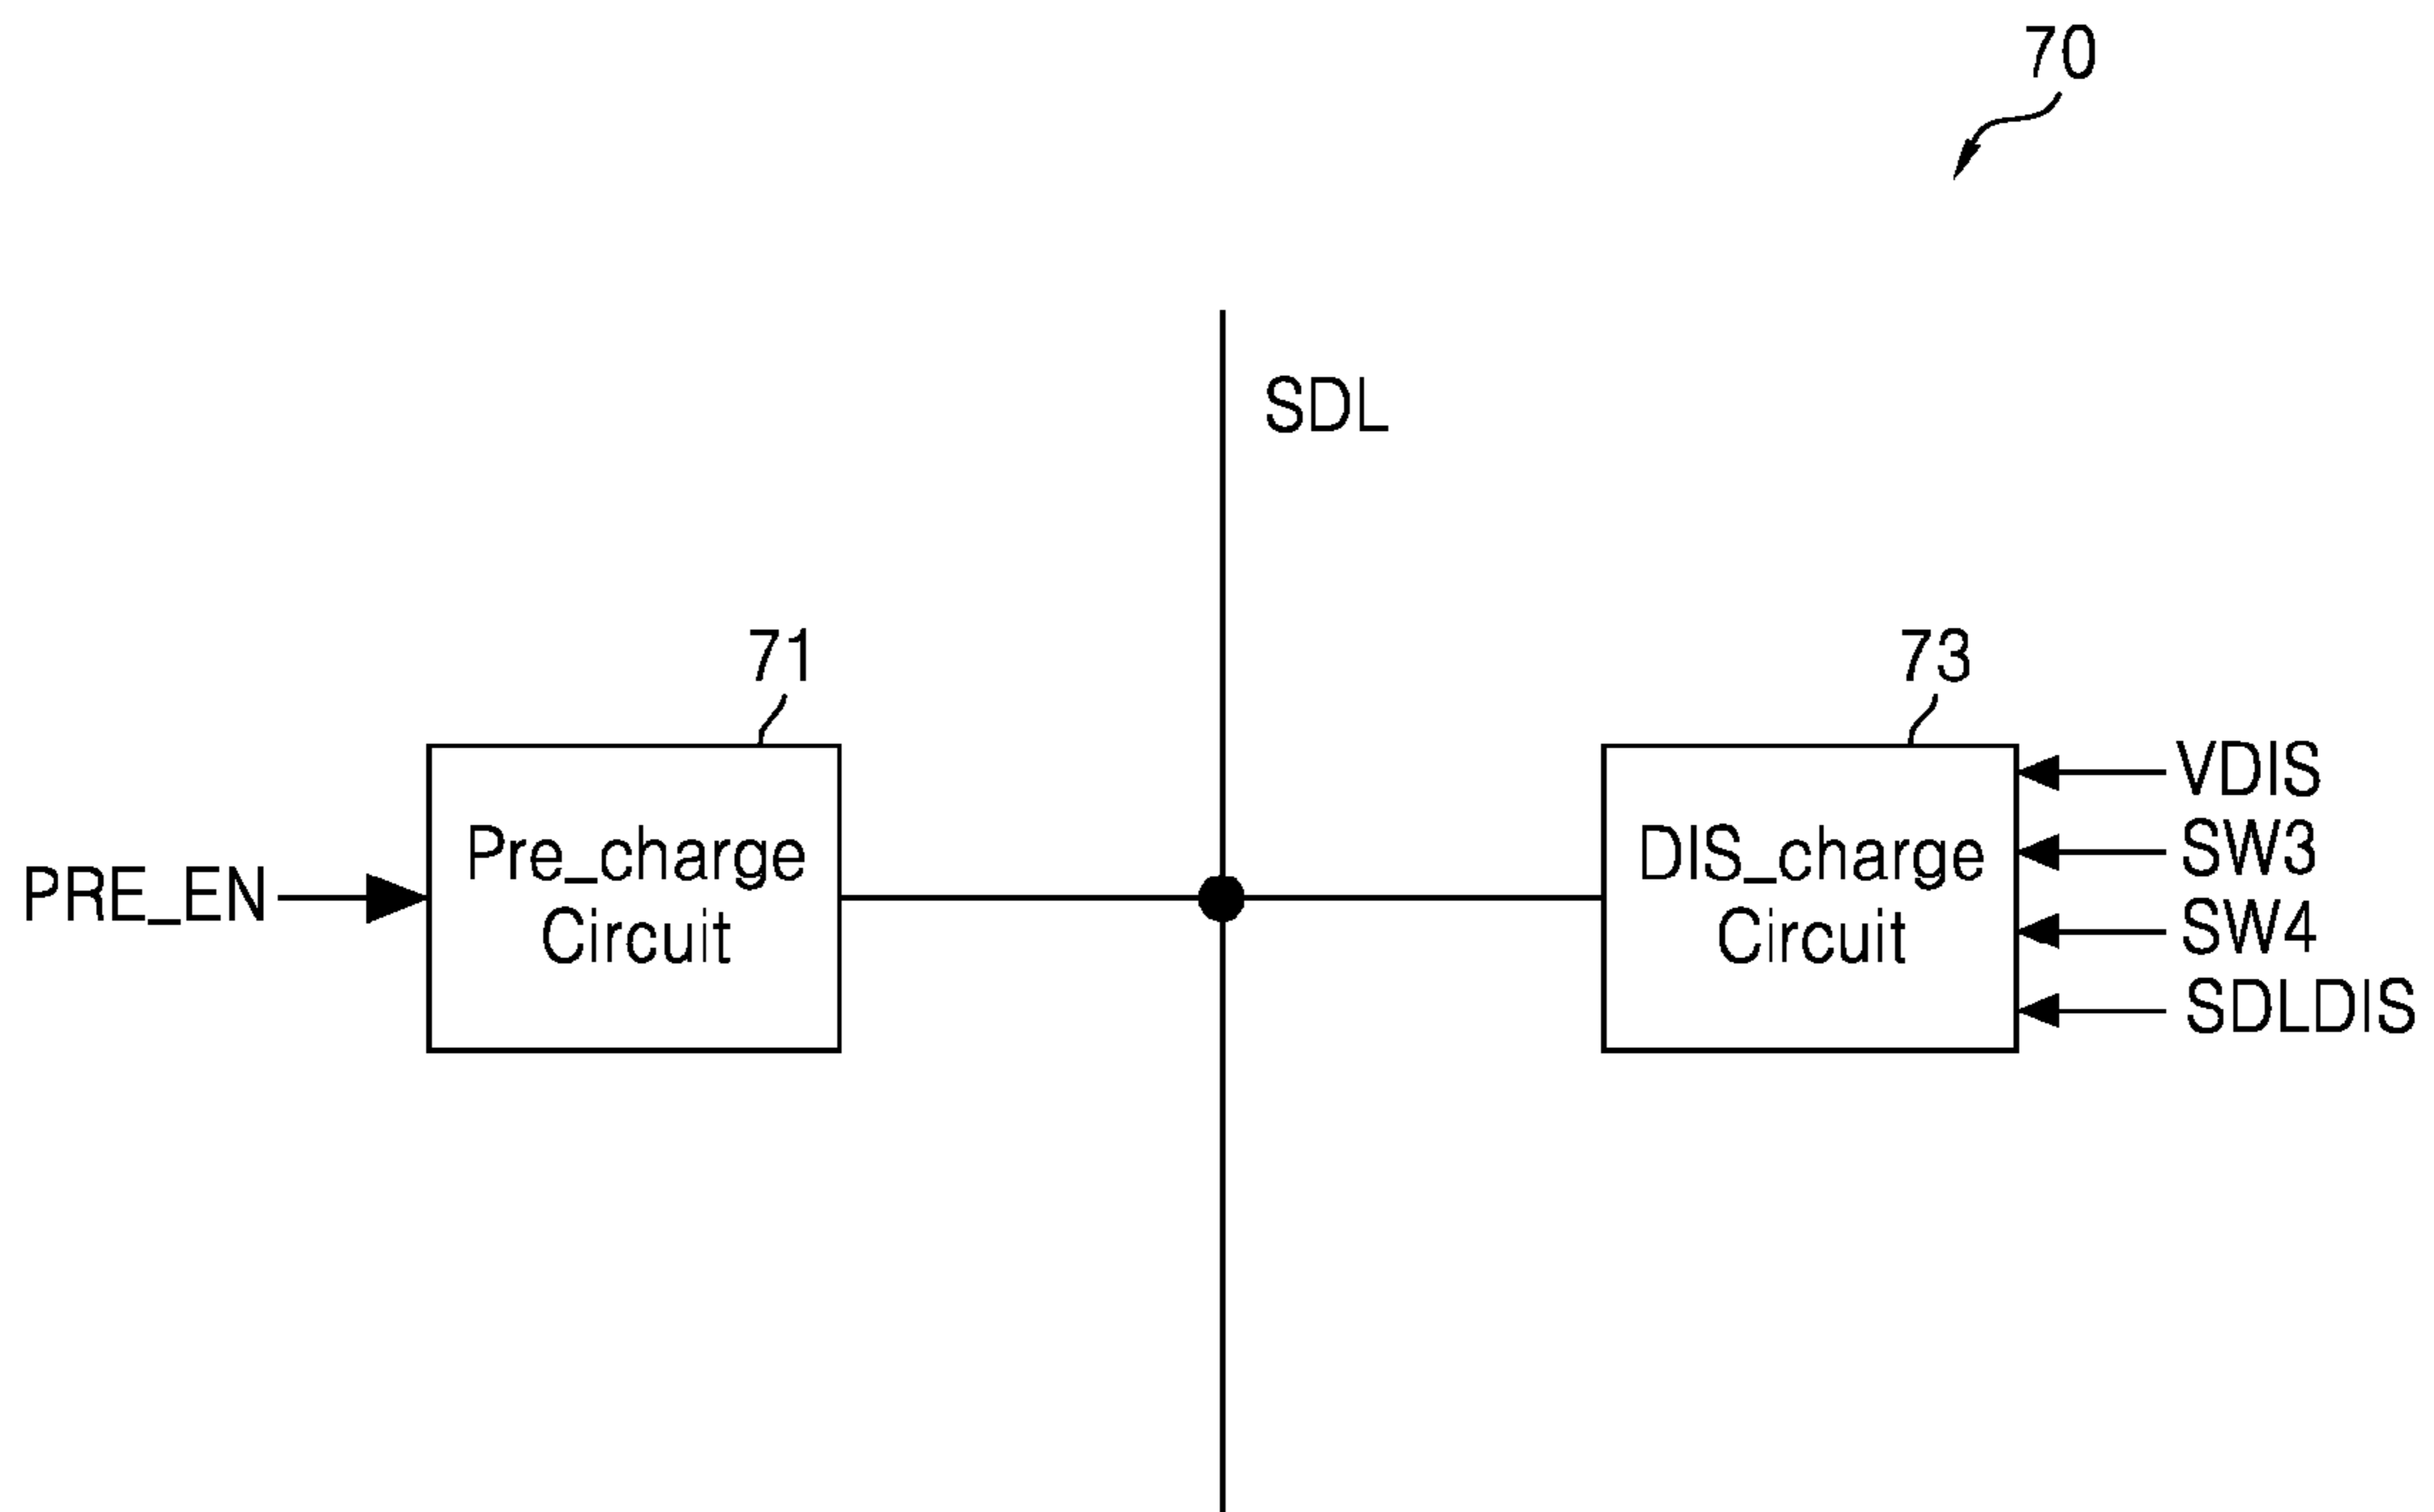 70
SDL
71
73
PRE_EN
Pre_charge
Circuit
DIS_charge
Circuit
VDIS
SW3
SW4
SDLDIS